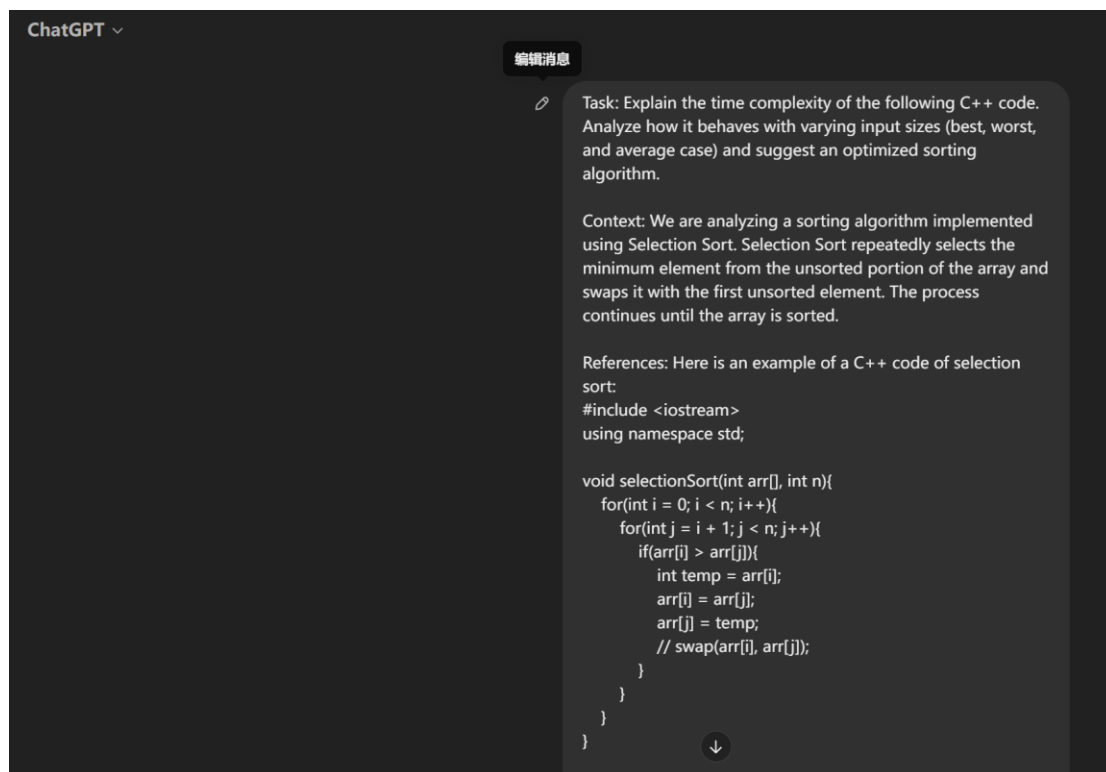 ChatGPT
编辑消息
Task: Explain the time complexity of the following C++ code.
Analyze how it behaves with varying input sizes (best, worst,
and average case) and suggest an optimized sorting
algorithm.
Context: We are analyzing a sorting algorithm implemented
using Selection Sort. Selection Sort repeatedly selects the
minimum element from the unsorted portion of the array and
swaps it with the first unsorted element. The process
continues until the array is sorted.
References: Here is an example of a C++ code of selection
sort:
#include <iostream>
using namespace std;
void selectionSort(int arr[], int n){
for(int i = 0; i < n; i++){
for(int j = i + 1; j < n; j++){
if(arr[i] > arr[j]){
int temp = arr[i];
arr[i] = arr[j];
arr[j] = temp;
// swap(arr[i], arr[j]);
}
}
}
}